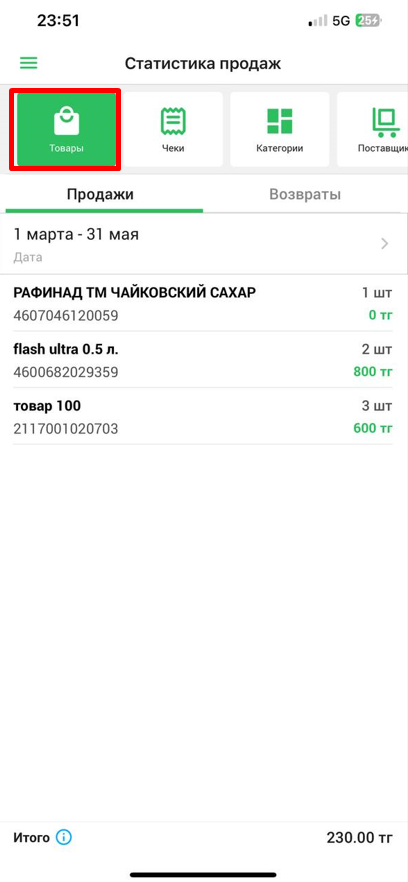 23:51 5G 25
Статистика продаж
Товары Чеки Категории Поставщик
Продажи Возвраты
1 марта - 31 мая
Дата
РАФИНАД ТМ ЧАЙКОВСКИЙ САХАР 1 шт
4607046120059 0 тг
flash ultra 0.5 л. 2 шт
4600682029359 800 тг
товар 100 3 шт
2117001020703 600 тг
Итого 230.00 тг